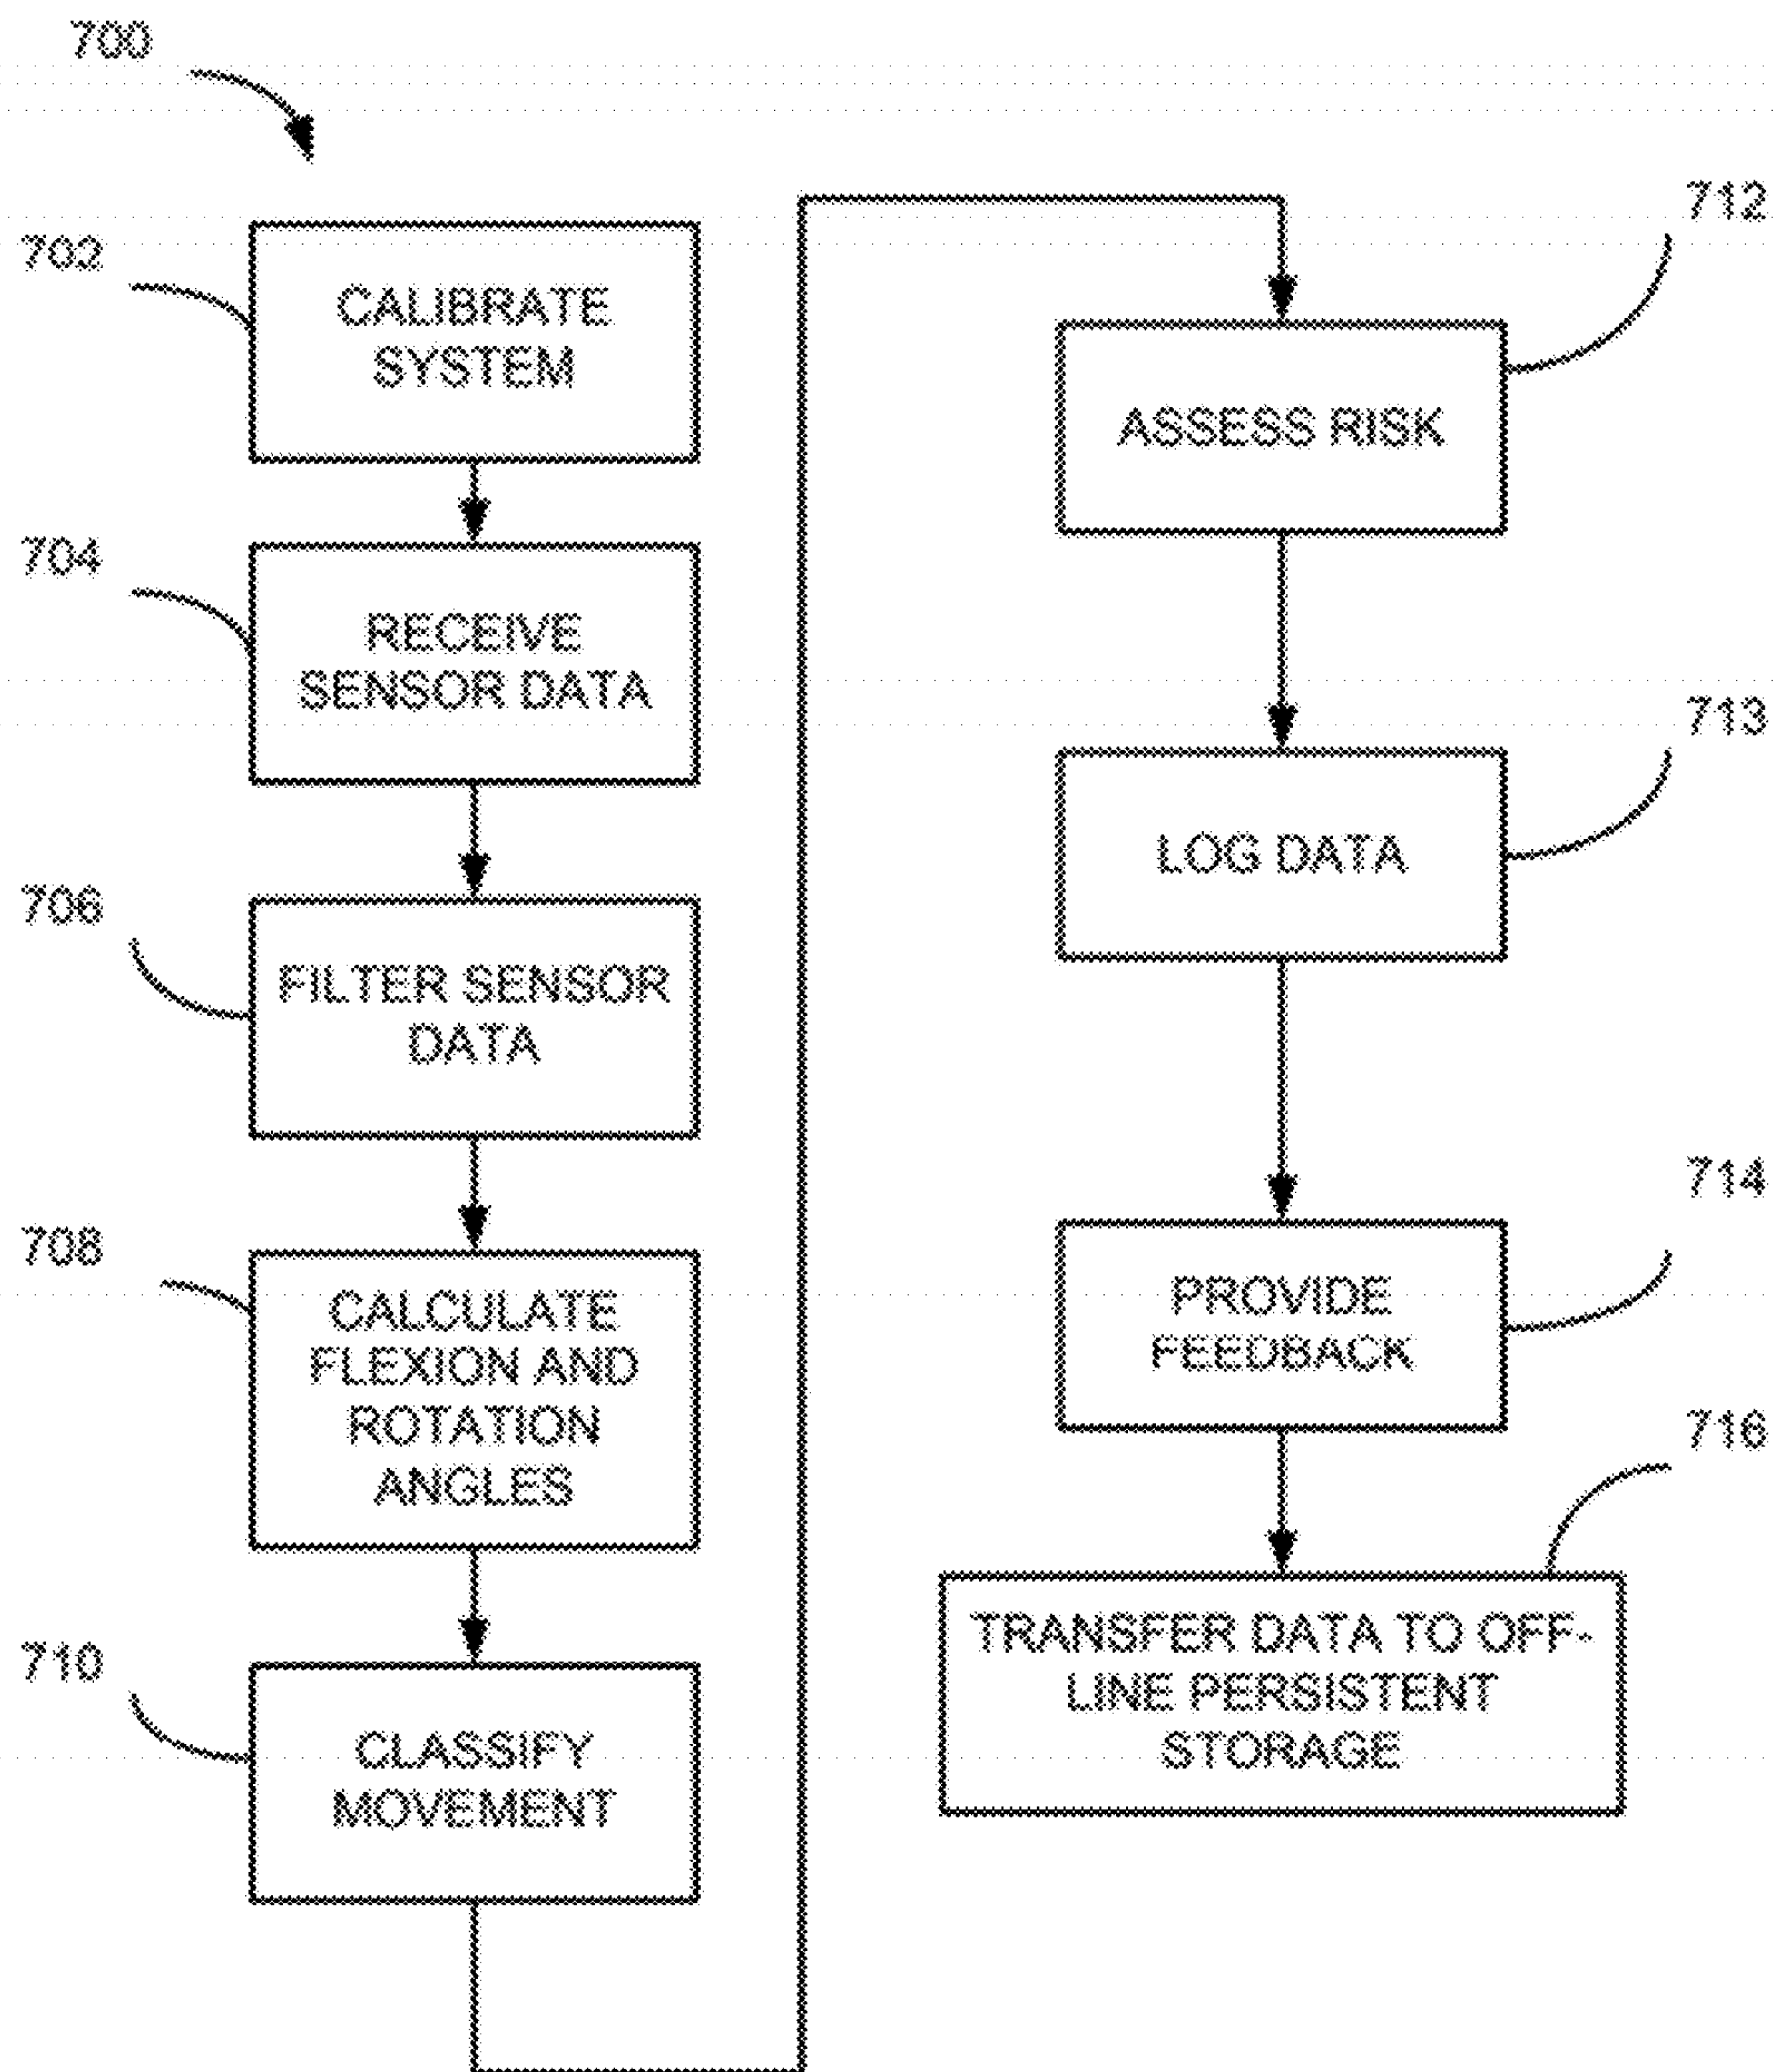 700
702
CALIBRATE
SYSTEM
704
RECEIVE
SENSOR DATA
706
FILTER SENSOR
DATA
708
CALCULATE
FLEXION AND
ROTATION
ANGLES
710
CLASSIFY
MOVEMENT
712
ASSESS RISK
713
LOG DATA
714
PROVIDE
FEEDBACK
716
TRANSFER DATA TO OFF-
LINE PERSISTENT
STORAGE